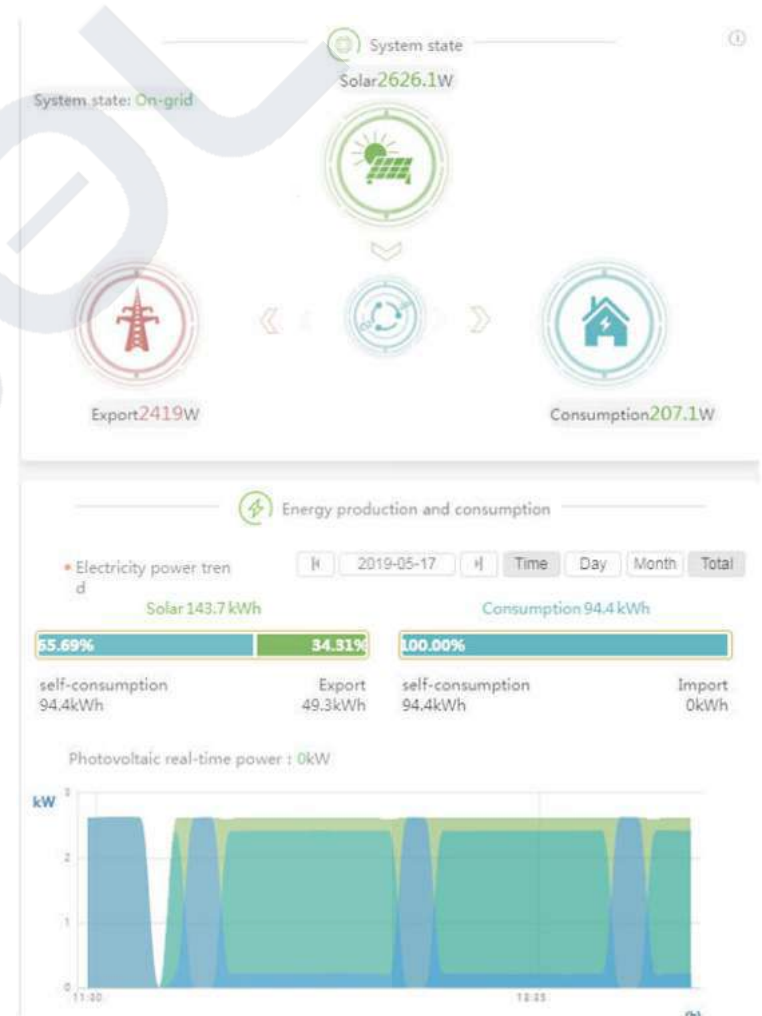 System state
Solar2626.1W
System state: On-grid
Export2419W
Consumption207.1W
Energy production and consumption
Electricity power tren
d
2019-05-17 Time Day Month Total
Solar 143.7 kWh Consumption 94.4 kWh
65.69% 34.31% 100.00%
self-consumption Export self-consumption Import
94.4kWh 49.3kWh 94.4kWh 0kWh
Photovoltaic real-time power : 0kW
kW
3
2
1
0
(h)